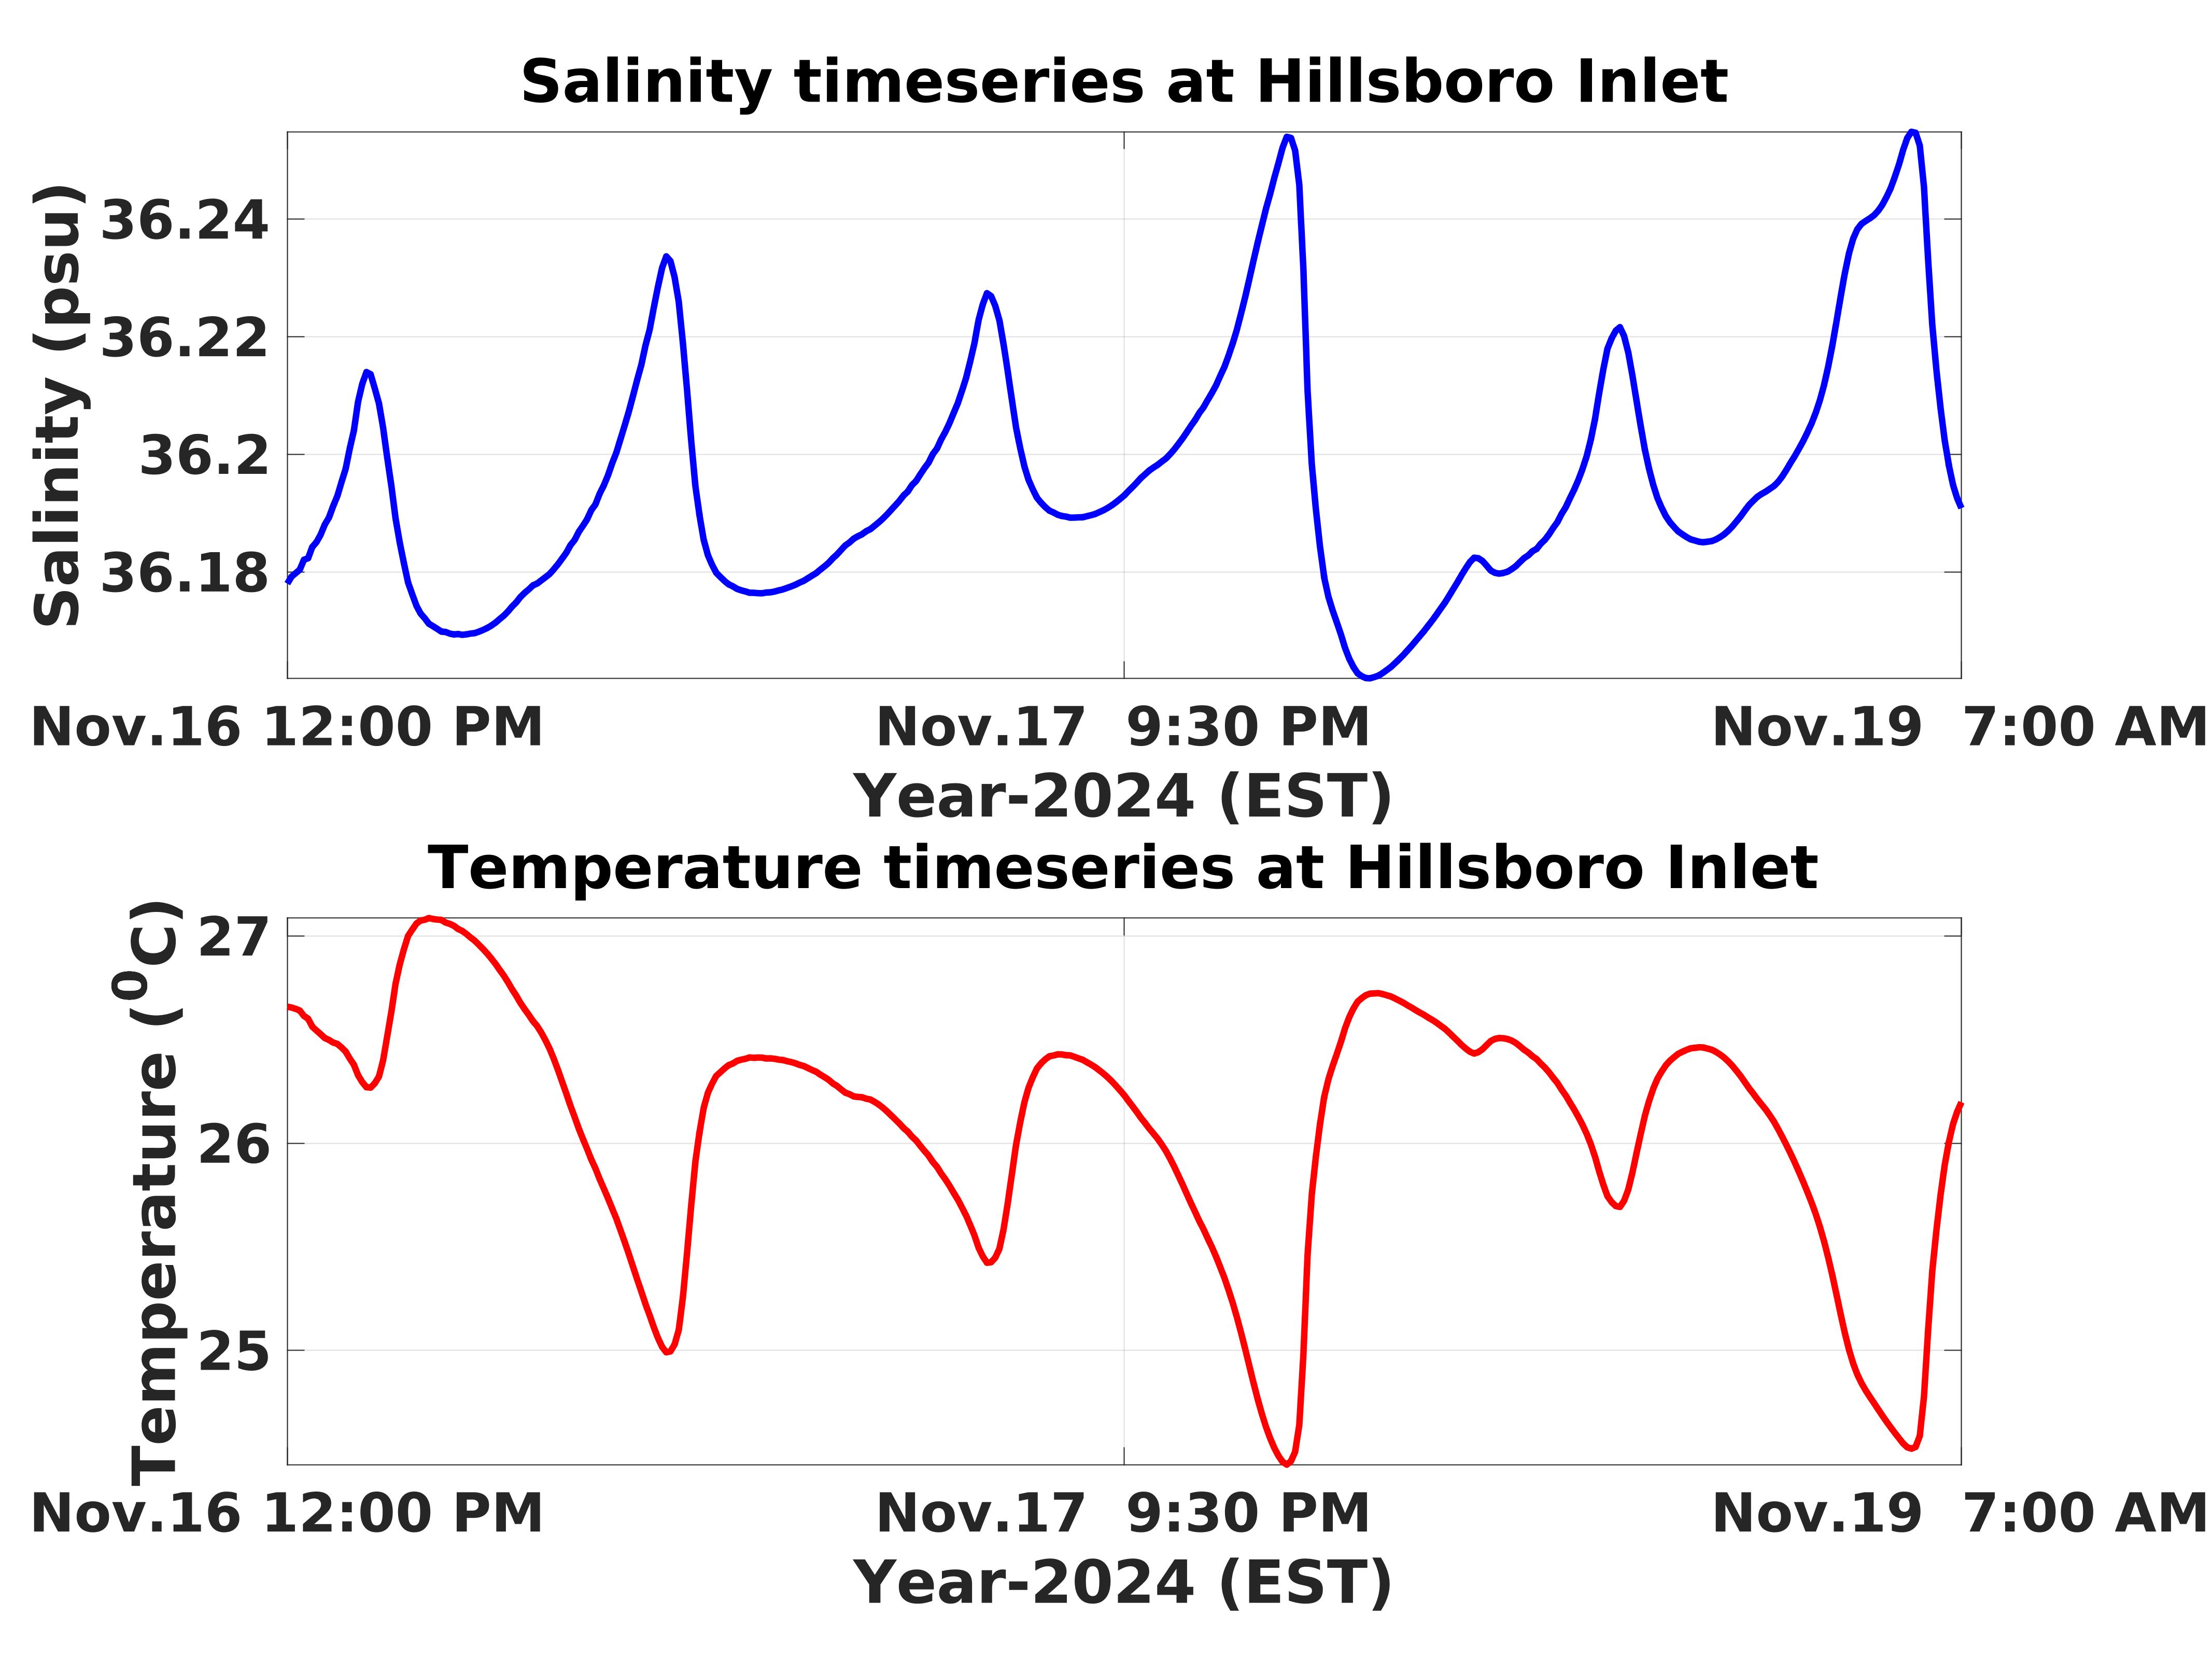 Salinity timeseries at Hillsboro Inlet
Salinity (psu)
36.24
36.22
36.2
36.18
Nov.16 12:00 PM
Nov.17  9:30 PM
Nov.19  7:00 AM
Year-2024 (EST)
Temperature timeseries at Hillsboro Inlet
Temperature (⁰C)
27
26
25
Nov.16 12:00 PM
Nov.17  9:30 PM
Nov.19  7:00 AM
Year-2024 (EST)